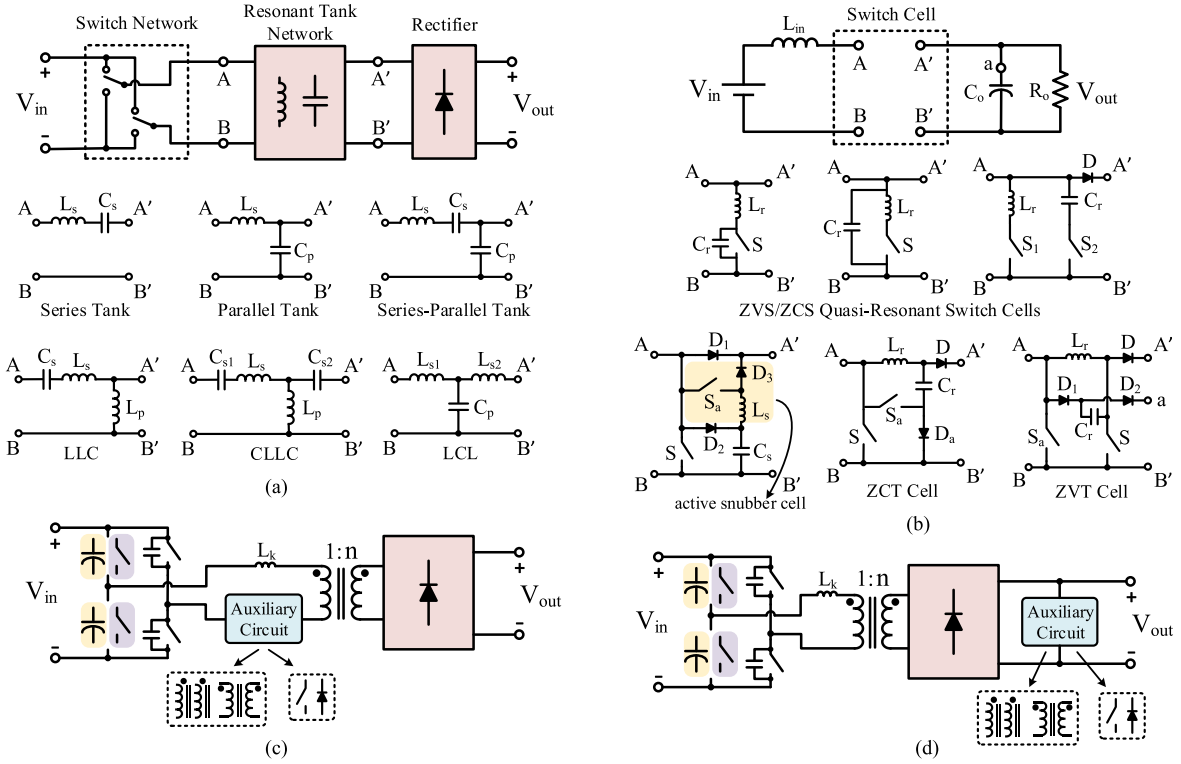 Switch Network
Resonant Tank
Network
Rectifier
+
V_in
−
A
B
A′
B′
+
V_out
−
A
L_s
C_s
A′
B
B′
Series Tank
A
L_s
A′
C_p
B
B′
Parallel Tank
A
L_s
C_s
A′
C_p
B
B′
Series-Parallel Tank
A
C_s
L_s
A′
L_p
B
B′
LLC
A
C_s1
L_s
C_s2
A′
L_p
B
B′
CLLC
A
L_s1
L_s2
A′
C_p
B
B′
LCL
(a)
Switch Cell
L_in
V_in
A
B
A′
B′
a
C_o
R_o
V_out
A
A′
L_r
C_r
S
B
B′
A
A′
L_r
C_r
S
B
B′
A
D
A′
L_r
C_r
S_1
S_2
B
B′
ZVS/ZCS Quasi-Resonant Switch Cells
A
D_1
A′
D_3
S_a
L_s
D_2
S
C_s
B
B′
active snubber cell
A
L_r
D
A′
C_r
S_a
S
D_a
B
B′
ZCT Cell
A
L_r
D
A′
D_1
D_2
a
S_a
C_r
S
B
B′
ZVT Cell
(b)
+
V_in
−
L_k
1:n
Auxiliary
Circuit
+
V_out
−
(c)
+
V_in
−
L_k
1:n
Auxiliary
Circuit
+
V_out
−
(d)